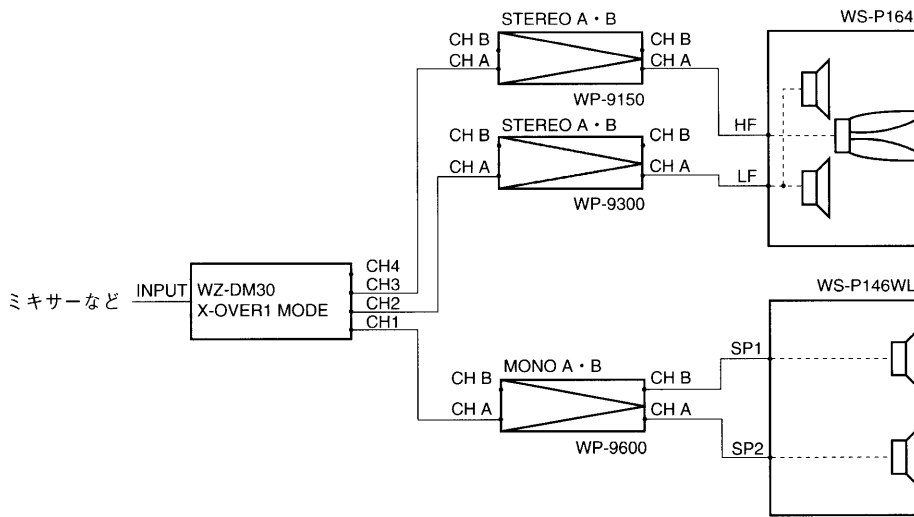 STEREO A・B
WS-P164
CH B
CH B
CH A
CH A
WP-9150
STEREO A・B
HF
CH B
CH B
CH A
CH A
LF
WP-9300
CH4
ミキサーなど
INPUT
WZ-DM30
CH3
X-OVER1 MODE
CH2
CH1
WS-P146WL
MONO A・B
SP1
CH B
CH B
CH A
CH A
WP-9600
SP2